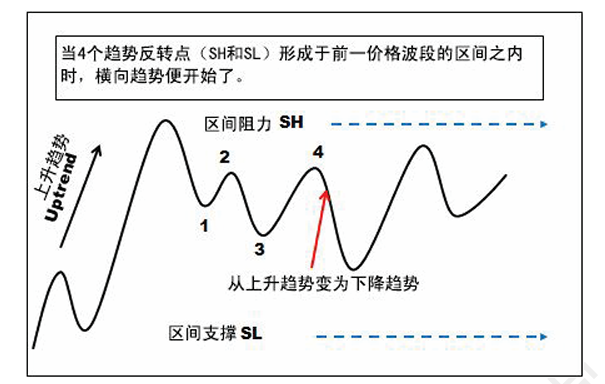 当4个趋势反转点（SH和SL）形成于前一价格波段的区间之内
时，横向趋势便开始了。
区间阻力 SH
上升趋势
Uptrend
2
4
1
3
从上升趋势变为下降趋势
区间支撑 SL